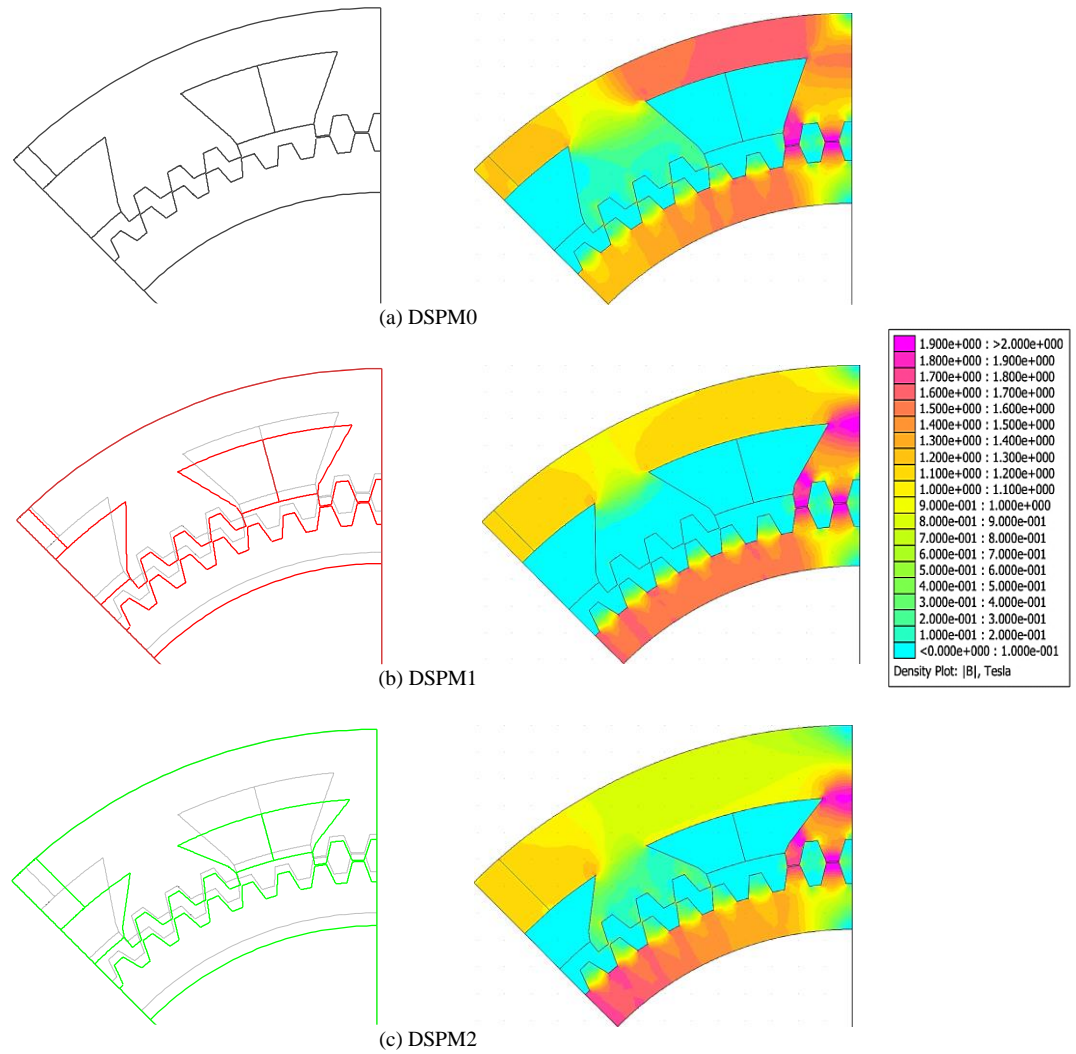 (a) DSPM0
1.900e+000 : >2.000e+000
1.800e+000 : 1.900e+000
1.700e+000 : 1.800e+000
1.600e+000 : 1.700e+000
1.500e+000 : 1.600e+000
1.400e+000 : 1.500e+000
1.300e+000 : 1.400e+000
1.200e+000 : 1.300e+000
1.100e+000 : 1.200e+000
1.000e+000 : 1.100e+000
9.000e-001 : 1.000e+000
8.000e-001 : 9.000e-001
7.000e-001 : 8.000e-001
6.000e-001 : 7.000e-001
5.000e-001 : 6.000e-001
4.000e-001 : 5.000e-001
3.000e-001 : 4.000e-001
2.000e-001 : 3.000e-001
1.000e-001 : 2.000e-001
<0.000e+000 : 1.000e-001
Density Plot: |B|, Tesla
(b) DSPM1
(c) DSPM2